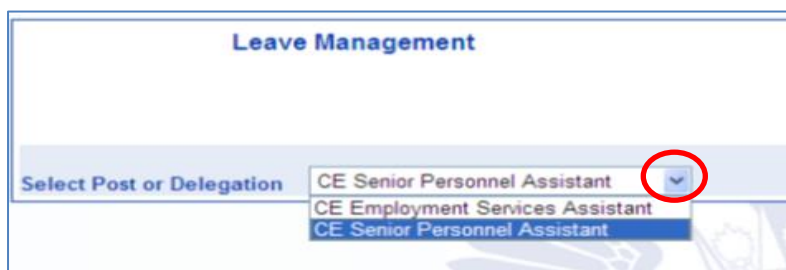 Leave Management
Select Post or Delegation CE Senior Personnel Assistant
CE Employment Services Assistant
CE Senior Personnel Assistant